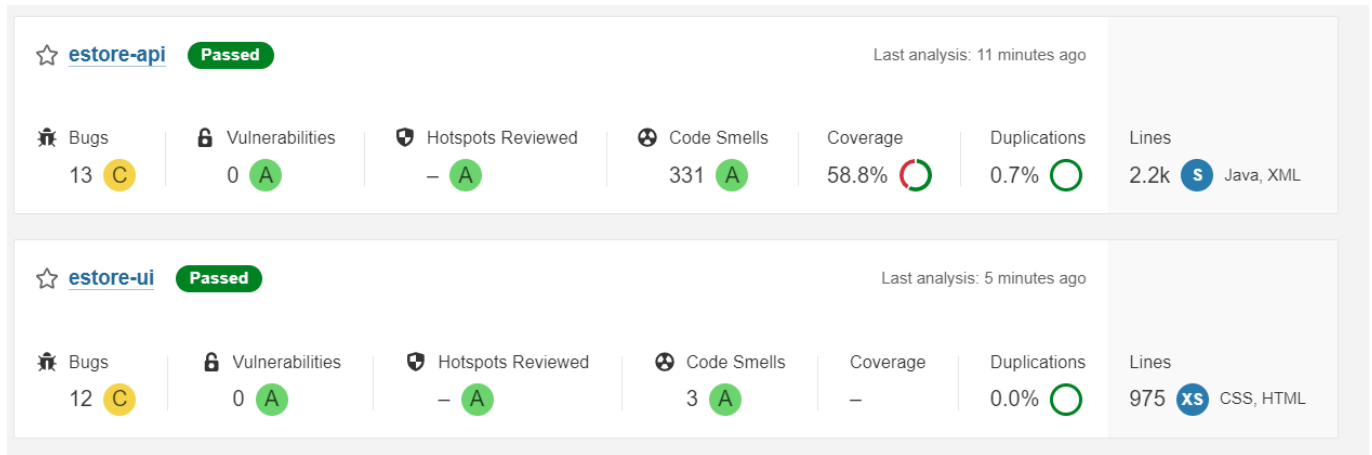 estore-api Passed Last analysis: 11 minutes ago
Bugs Vulnerabilities Hotspots Reviewed Code Smells Coverage Duplications Lines
13 C 0 A – A 331 A 58.8% 0.7% 2.2k S Java, XML
estore-ui Passed Last analysis: 5 minutes ago
Bugs Vulnerabilities Hotspots Reviewed Code Smells Coverage Duplications Lines
12 C 0 A – A 3 A – 0.0% 975 XS CSS, HTML